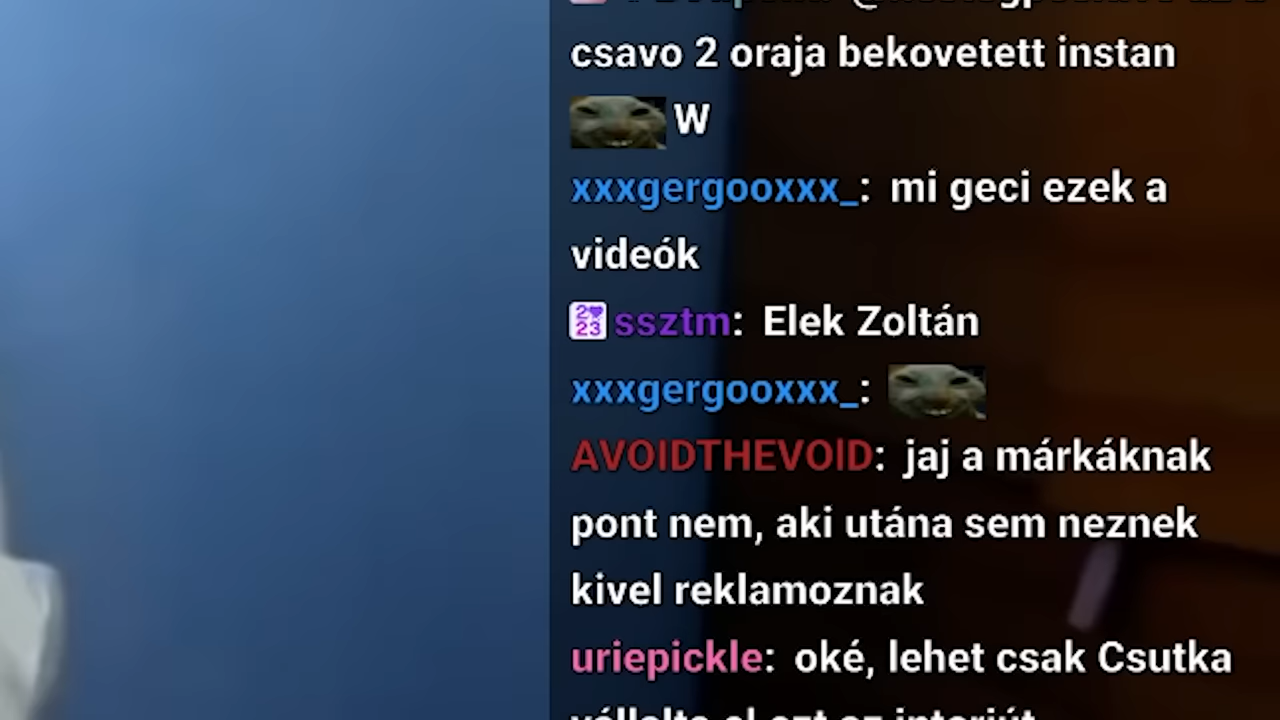 csavo 2 oraja bekovetett instan
W
xxxgergooxxx_: mi geci ezek a
videók
2023 ssztm: Elek Zoltán
xxxgergooxxx_:
AVOIDTHEVOID: jaj a márkáknak
pont nem, aki utána sem neznek
kivel reklamoznak
uriepickle: oké, lehet csak Csutka